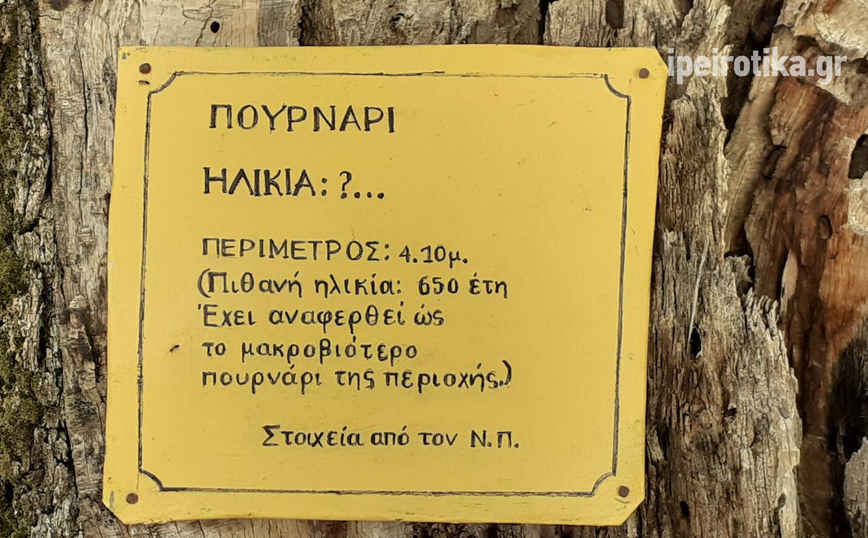 ipeirotika.gr
ΠΟΥΡΝΑΡΙ
ΗΛΙΚΙΑ: ?...
ΠΕΡΙΜΕΤΡΟΣ: 4.10μ.
(Πιθανή ηλικία: 650 έτη
Έχει αναφερθεί ὡς
το μακροβιότερο
πουρνάρι της περιοχής.)
Στοιχεία από τον Ν.Π.